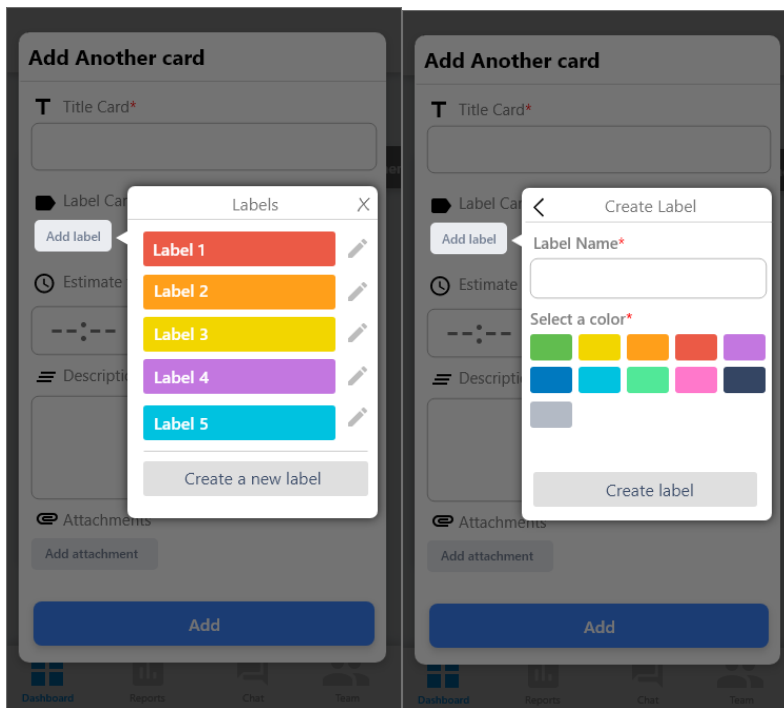 Add Another card
Title Card*
Label Car
Labels X
Add label
Label 1
Label 2
Label 3
Label 4
Label 5
Create a new label
Estimate
--:--
Descriptio
Attachments
Add attachment
Add
Dashboard Reports Chat Team
Add Another card
Title Card*
Label Car
Create Label
Add label
Label Name*
Select a color*
Create label
Estimate
--:--
Descripti
Attachments
Add attachment
Add
Dashboard Reports Chat Team